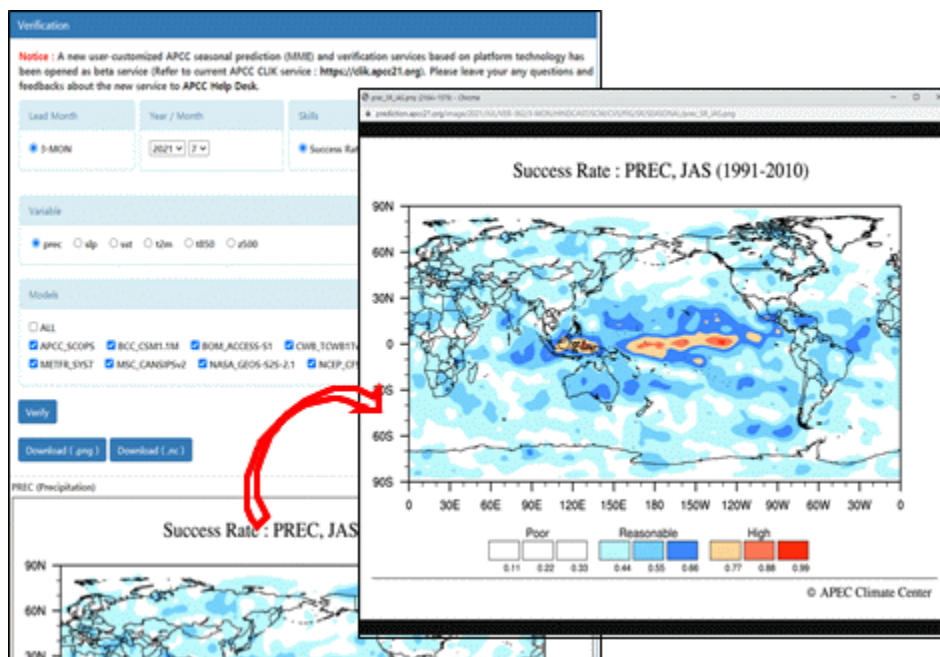 Verification
Notice : A new user-customized APCC seasonal prediction (MME) and verification services based on platform technology has
been opened as beta service (Refer to current APCC CLIK service : https://clik.apcc21.org). Please leave your any questions and
feedbacks about the new service to APCC Help Desk.
Lead Month Year / Month Skills
3-MON 2021 7 Success Rat
Variable
prec slp sst t2m t850 z500
Models
ALL
APCC_SCOPS BCC_CSM1.1M BOM_ACCESS-S1 CWB_TCWB1Tv
METFR_SYS7 MSC_CANSIPSv2 NASA_GEOS-S2S-2.1 NCEP_CFS
Verify
Download (.png) Download (.nc)
PREC (Precipitation)
Success Rate : PREC, JAS
90N
60N
30N
Success Rate : PREC, JAS (1991-2010)
90N
60N
30N
0
30S
60S
90S
0 30E 60E 90E 120E 150E 180 150W 120W 90W 60W 30W 0
Poor Reasonable High
0.11 0.22 0.33 0.44 0.55 0.66 0.77 0.88 0.99
© APEC Climate Center